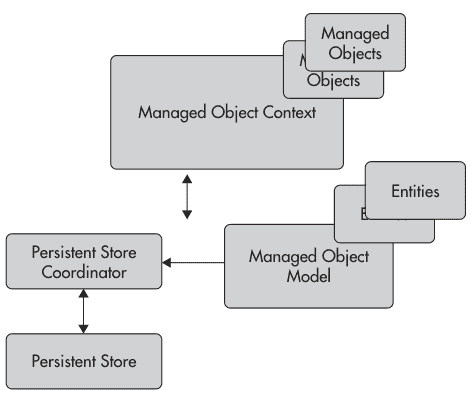 Managed
Objects
M
Objects
Managed Object Context
Entities
E
Managed Object
Model
Persistent Store
Coordinator
Persistent Store